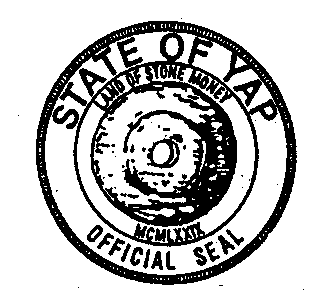 STATE OF YAP
LAND OF STONE MONEY
MCMLXXIX
OFFICIAL SEAL